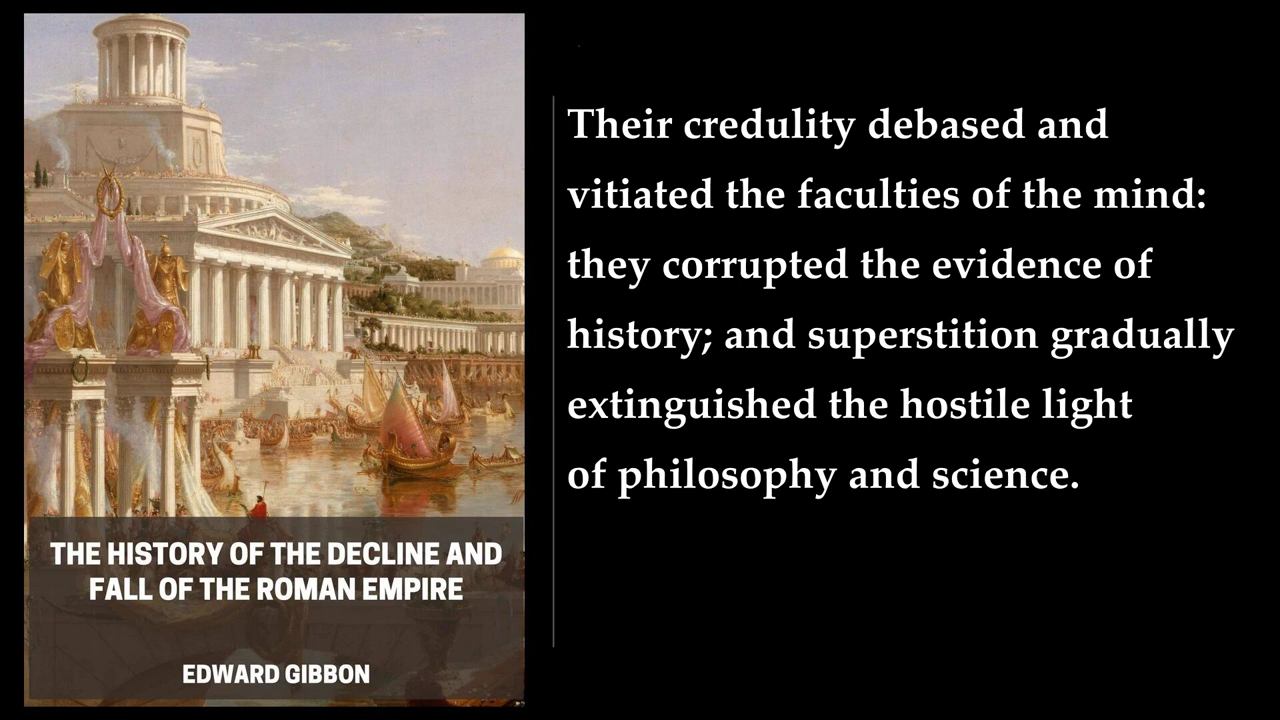 Their credulity debased and
vitiated the faculties of the mind:
they corrupted the evidence of
history; and superstition gradually
extinguished the hostile light
of philosophy and science.
THE HISTORY OF THE DECLINE AND
FALL OF THE ROMAN EMPIRE
EDWARD GIBBON